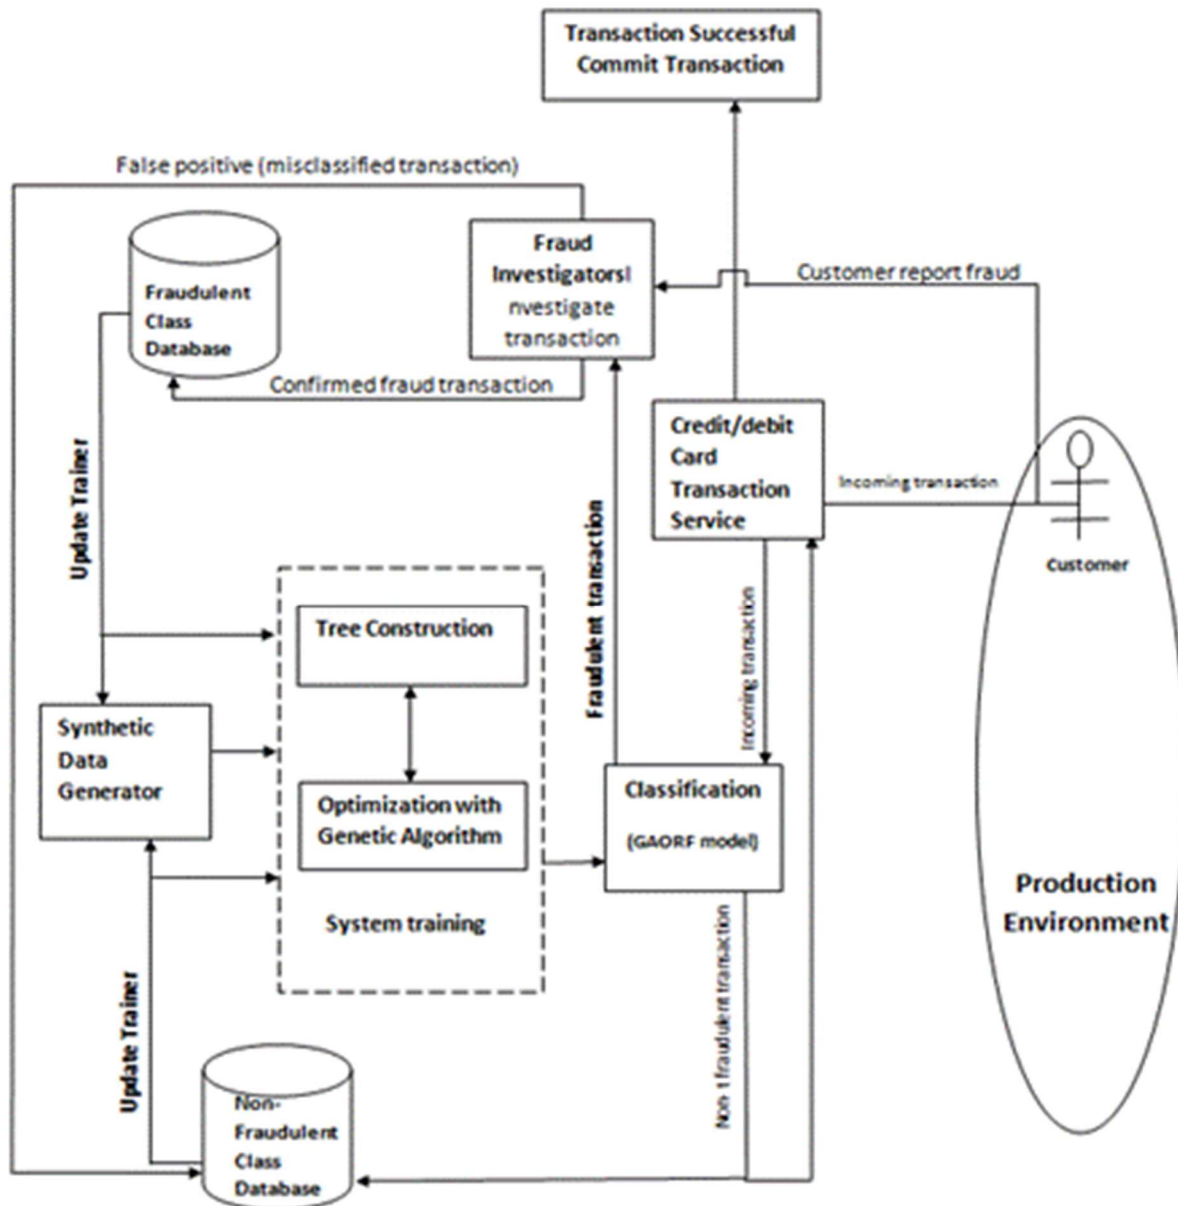 Transaction Successful
Commit Transaction
False positive (misclassified transaction)
Fraud
InvestigatorsI
nvestigate
transaction
Customer report fraud
Fraudulent
Class
Database
Confirmed fraud transaction
Credit/debit
Card
Transaction
Service
Incoming transaction
Customer
Update Trainer
Fraudulent transaction
Incoming transaction
Tree Construction
Synthetic
Data
Generator
Optimization with
Genetic Algorithm
System training
Classification
(GAORF model)
Production
Environment
Update Trainer
Non- t fraudulent transaction
Non-
Fraudulent
Class
Database